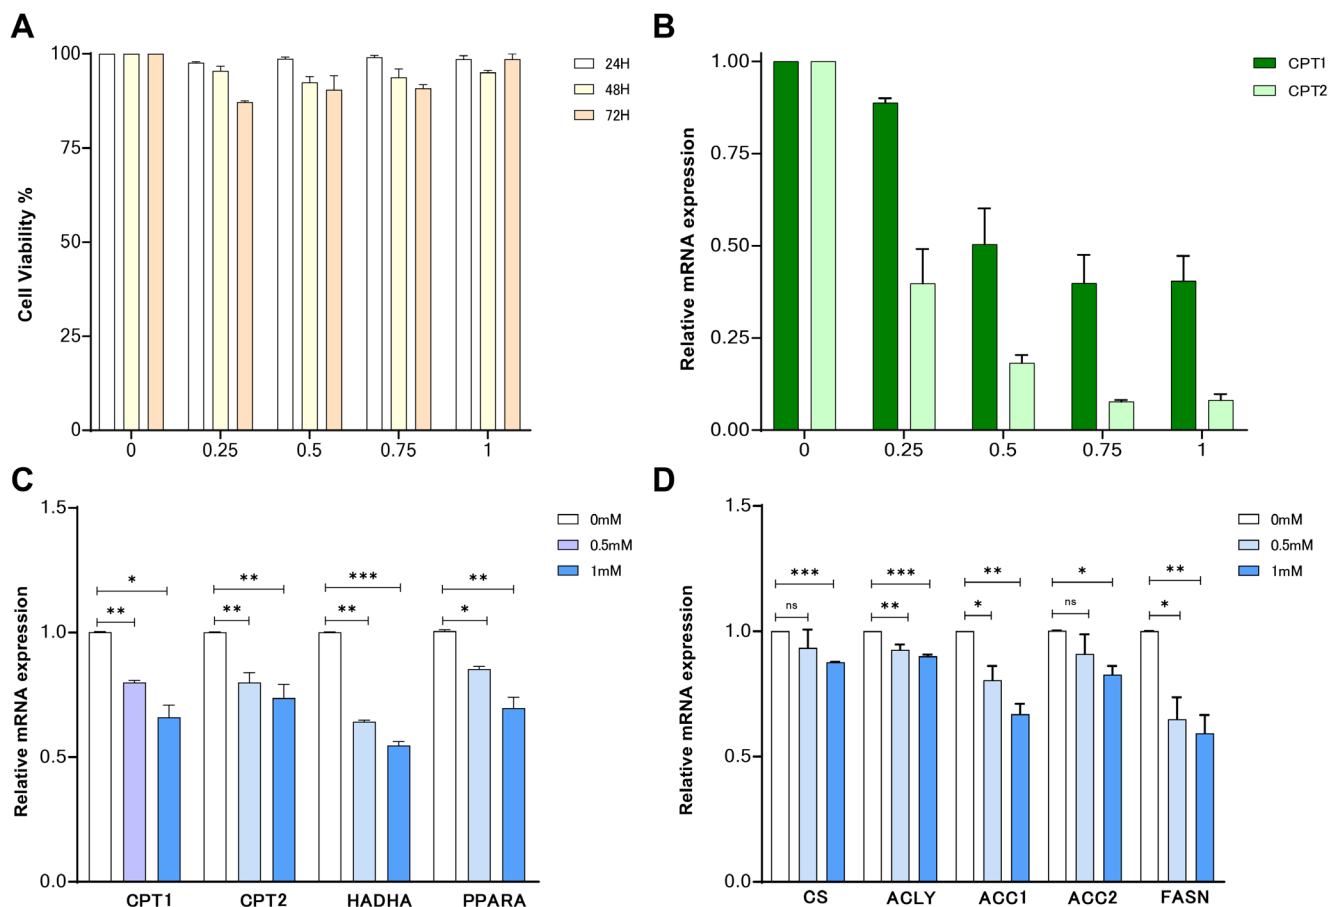 A
Cell Viability %
100
75
50
25
0
0 0.25 0.5 0.75 1
24H
48H
72H
B
Relative mRNA expression
1.00
0.75
0.50
0.25
0.00
0 0.25 0.5 0.75 1
CPT1
CPT2
C
Relative mRNA expression
1.5
1.0
0.5
0.0
* ** *** **
** ** ** *
CPT1 CPT2 HADHA PPARA
0mM
0.5mM
1mM
D
Relative mRNA expression
1.5
1.0
0.5
0.0
*** *** ** * **
ns ** * ns *
CS ACLY ACC1 ACC2 FASN
0mM
0.5mM
1mM